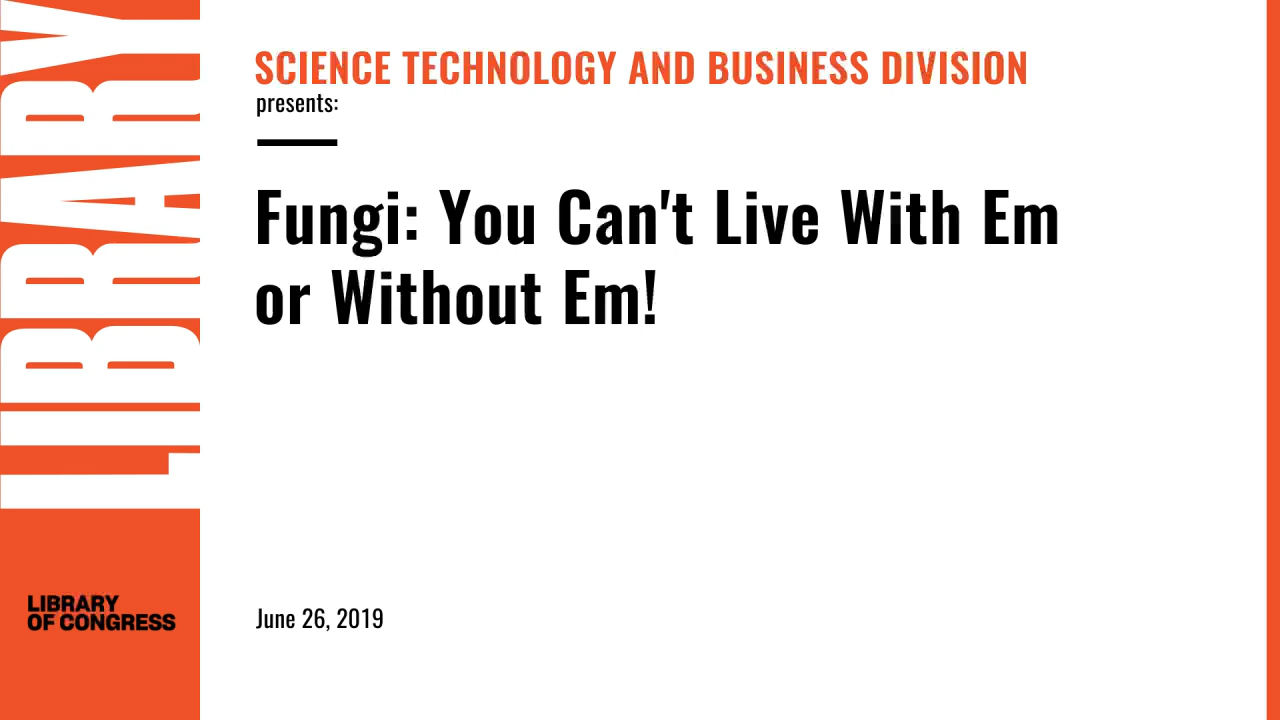 LIBRARY
SCIENCE TECHNOLOGY AND BUSINESS DIVISION
presents:
Fungi: You Can't Live With Em
or Without Em!
June 26, 2019
LIBRARY
OF CONGRESS